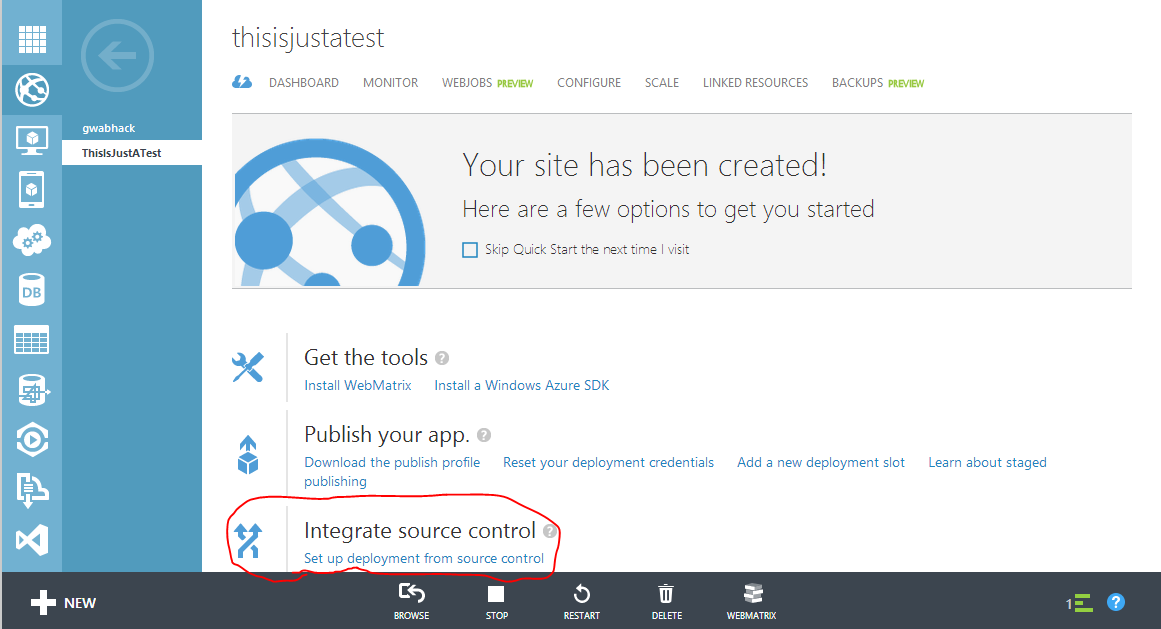 thisisjustatest
DASHBOARD MONITOR WEBJOBS PREVIEW CONFIGURE SCALE LINKED RESOURCES BACKUPS PREVIEW
gwabhack
ThisIsJustATest
Your site has been created!
Here are a few options to get you started
Skip Quick Start the next time I visit
DB
Get the tools ?
Install WebMatrix Install a Windows Azure SDK
Publish your app. ?
Download the publish profile Reset your deployment credentials Add a new deployment slot Learn about staged
publishing
Integrate source control ?
Set up deployment from source control
NEW
BROWSE STOP RESTART DELETE WEBMATRIX
1 ?